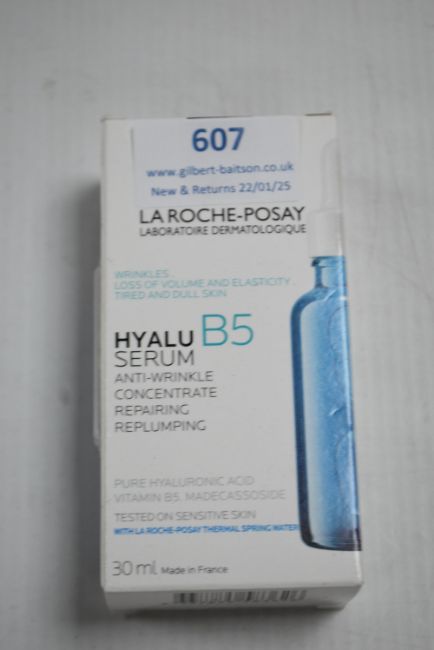 607
www.gilbert-baitson.co.uk
New & Returns 22/01/25
LA ROCHE-POSAY
LABORATOIRE DERMATOLOGIQUE
WRINKLES.
LOSS OF VOLUME AND ELASTICITY.
TIRED AND DULL SKIN
HYALU B5
SERUM
ANTI-WRINKLE
CONCENTRATE
REPAIRING
REPLUMPING
PURE HYALURONIC ACID
VITAMIN B5. MADECASSOSIDE
TESTED ON SENSITIVE SKIN
WITH LA ROCHE-POSAY THERMAL SPRING WATER
30 ml Made in France
HYALU B5